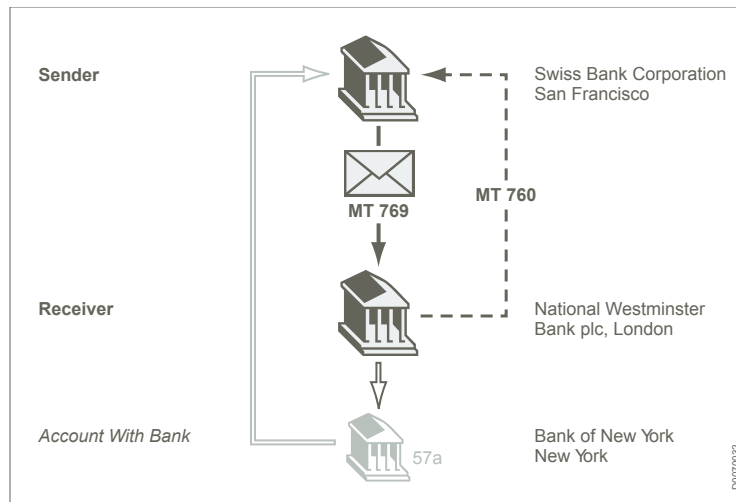 Sender
Swiss Bank Corporation
San Francisco
MT 769
MT 760
Receiver
National Westminster
Bank plc, London
Account With Bank
57a
Bank of New York
New York
D0070032